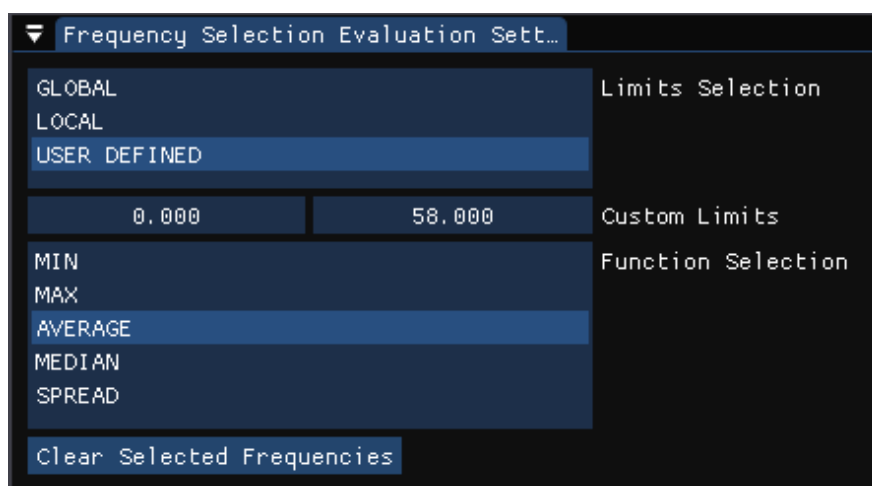 Frequency Selection Evaluation Sett…
GLOBAL
LOCAL
USER DEFINED
Limits Selection
0.000 58.000 Custom Limits
MIN
MAX
AVERAGE
MEDIAN
SPREAD
Function Selection
Clear Selected Frequencies